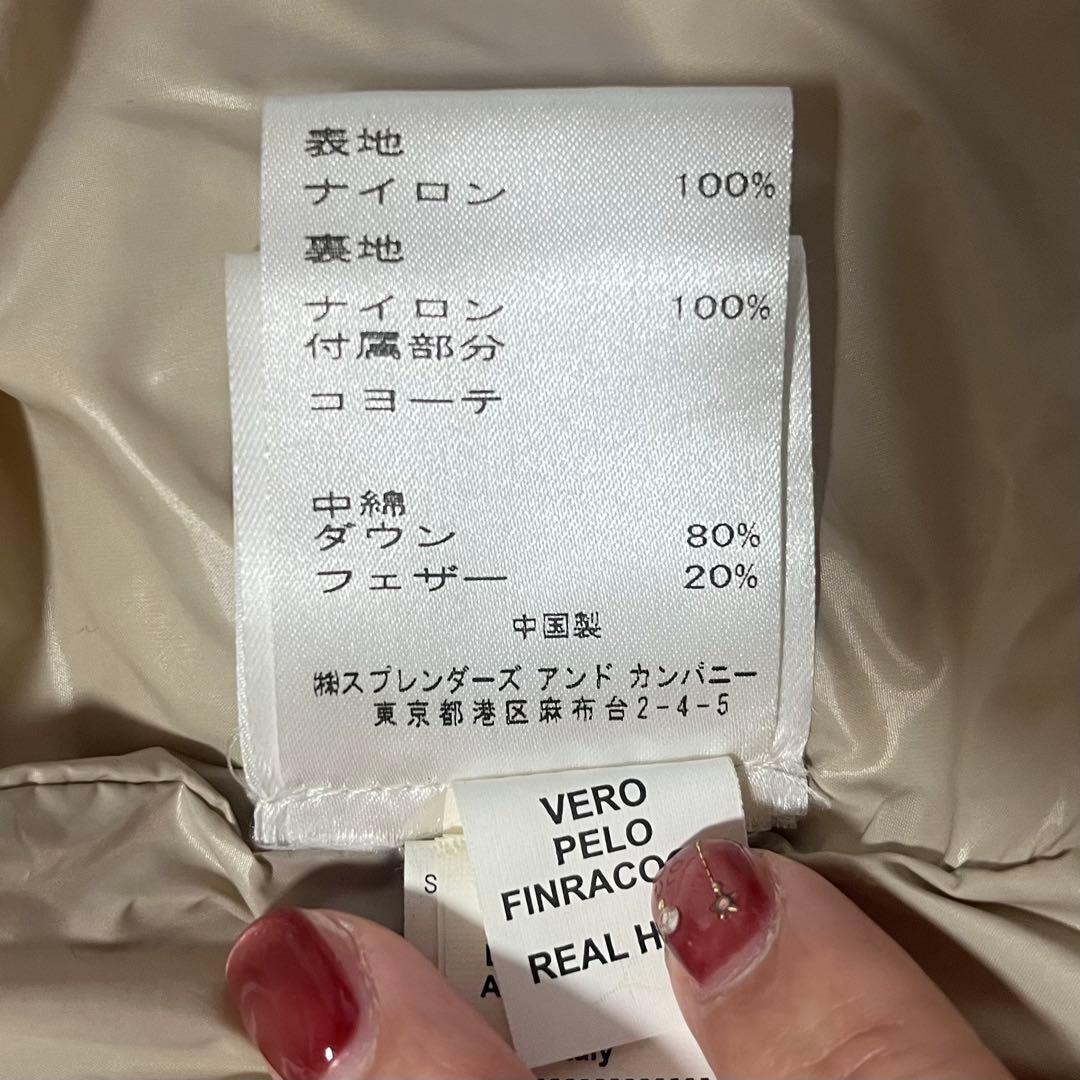 表地
ナイロン 100%
裏地
ナイロン 100%
付属部分
コヨーテ
中綿
ダウン 80%
フェザー 20%
中国製
㈱スプレンダーズ アンド カンパニー
東京都港区麻布台2-4-5
VERO
PELO
S
REAL